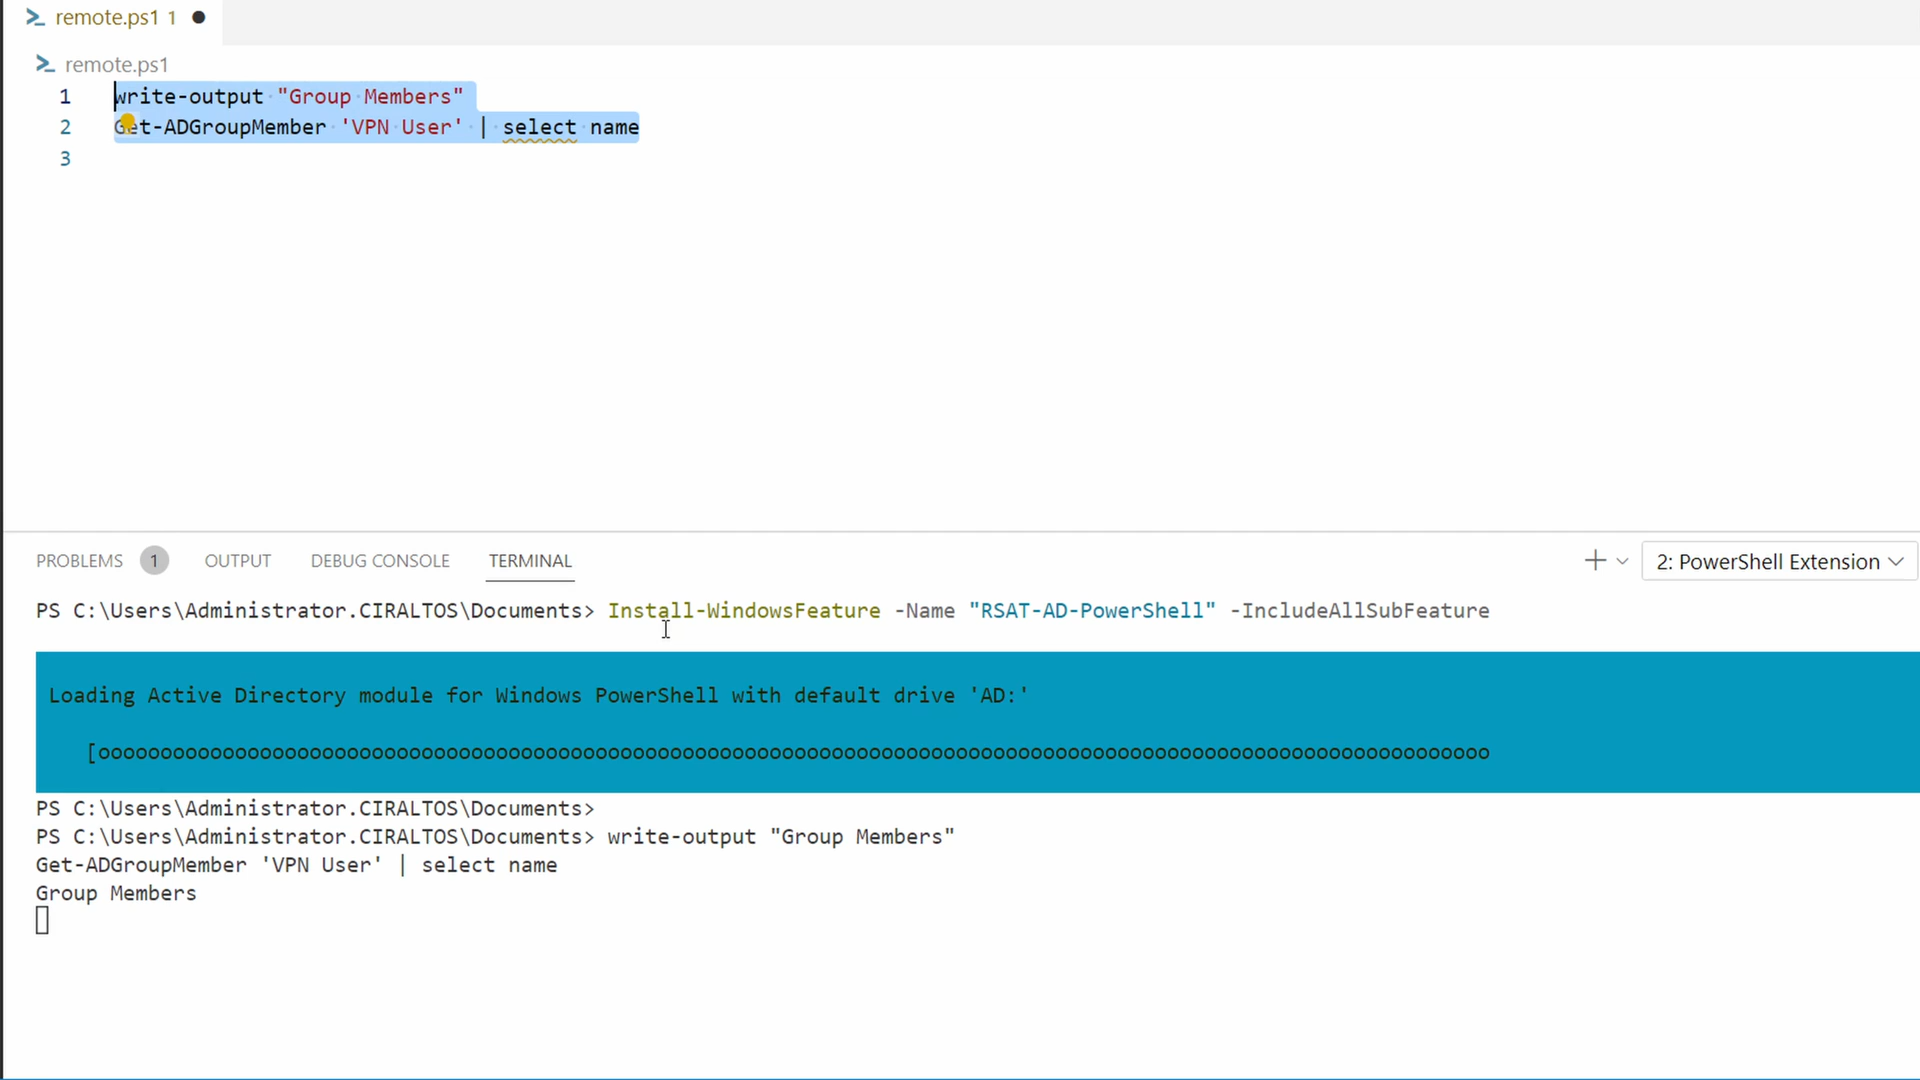 remote.ps1 1
remote.ps1
1 write-output "Group Members"
2 Get-ADGroupMember 'VPN User' | select name
3
PROBLEMS 1 OUTPUT DEBUG CONSOLE TERMINAL 2: PowerShell Extension
PS C:\Users\Administrator.CIRALTOS\Documents> Install-WindowsFeature -Name "RSAT-AD-PowerShell" -IncludeAllSubFeature
Loading Active Directory module for Windows PowerShell with default drive 'AD:'
[oooooooooooooooooooooooooooooooooooooooooooooooooooooooooooooooooooooooooooooooooooooooooooooooooooooooooooooooo
PS C:\Users\Administrator.CIRALTOS\Documents>
PS C:\Users\Administrator.CIRALTOS\Documents> write-output "Group Members"
Get-ADGroupMember 'VPN User' | select name
Group Members